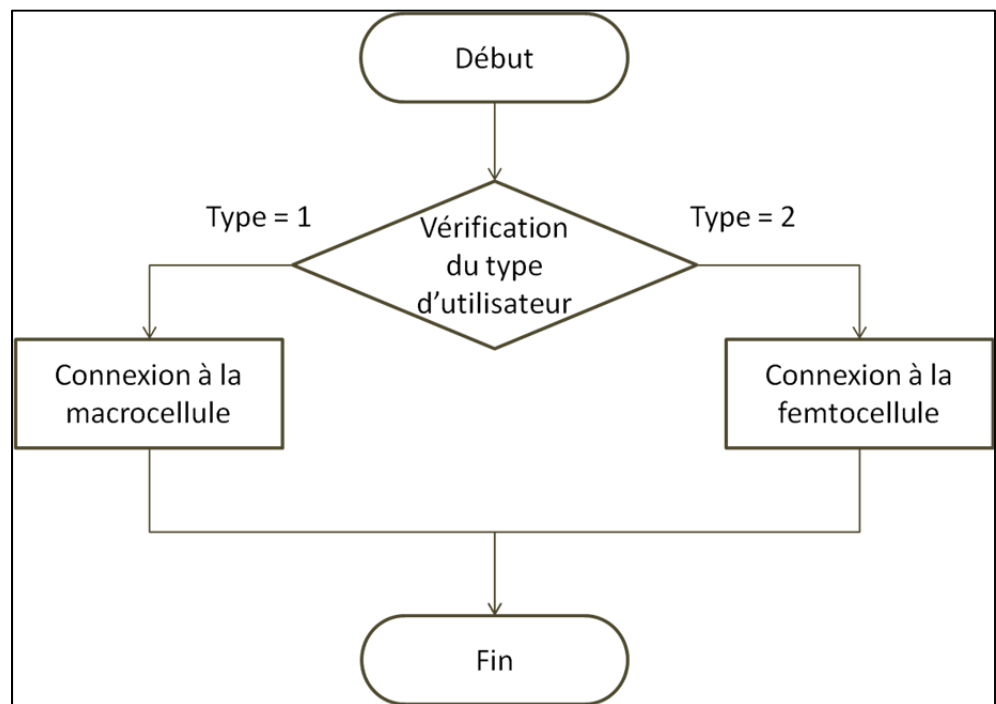 Début
Type = 1
Type = 2
Vérification
du type
d'utilisateur
Connexion à la
macrocellule
Connexion à la
femtocellule
Fin